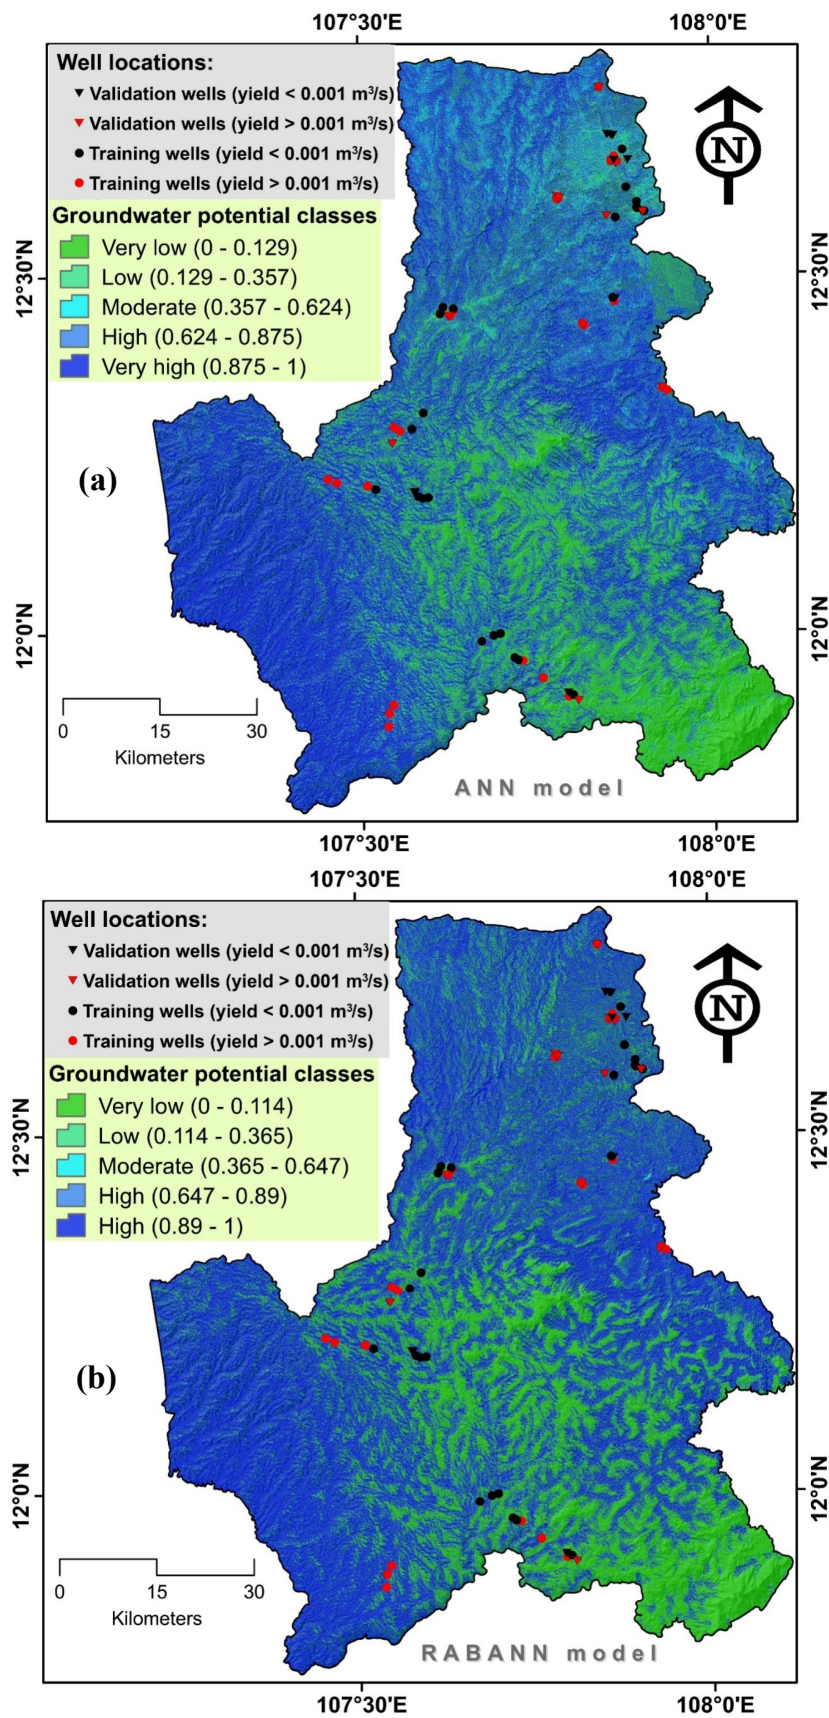 107°30'E 108°0'E
Well locations:
Validation wells (yield < 0.001 m³/s)
Validation wells (yield > 0.001 m³/s)
Training wells (yield < 0.001 m³/s)
Training wells (yield > 0.001 m³/s)
N
Groundwater potential classes
Very low (0 - 0.129)
Low (0.129 - 0.357)
Moderate (0.357 - 0.624)
High (0.624 - 0.875)
Very high (0.875 - 1)
12°30'N 12°30'N
(a)
12°0'N 12°0'N
0 15 30
Kilometers
ANN model
107°30'E 108°0'E
107°30'E 108°0'E
Well locations:
Validation wells (yield < 0.001 m³/s)
Validation wells (yield > 0.001 m³/s)
Training wells (yield < 0.001 m³/s)
Training wells (yield > 0.001 m³/s)
N
Groundwater potential classes
Very low (0 - 0.114)
Low (0.114 - 0.365)
Moderate (0.365 - 0.647)
High (0.647 - 0.89)
High (0.89 - 1)
12°30'N 12°30'N
(b)
12°0'N 12°0'N
0 15 30
Kilometers
RABANN model
107°30'E 108°0'E